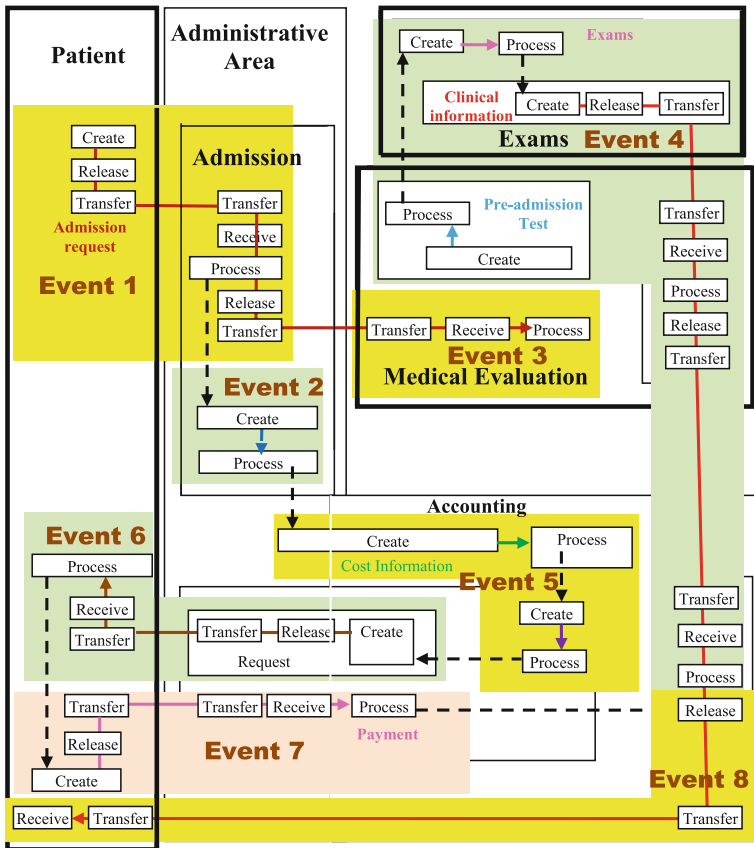 Patient
Administrative
Area
Create
Process
Exams
Clinical
information
Create
Release
Transfer
Exams
Event 4
Create
Release
Transfer
Admission
request
Event 1
Admission
Transfer
Receive
Process
Release
Transfer
Process
Pre-admission
Test
Create
Transfer
Receive
Process
Release
Transfer
Transfer
Receive
Process
Event 3
Medical Evaluation
Event 2
Create
Process
Accounting
Create
Process
Cost Information
Event 5
Create
Process
Event 6
Process
Receive
Transfer
Transfer
Release
Create
Request
Transfer
Receive
Process
Release
Transfer
Release
Create
Transfer
Receive
Process
Payment
Event 7
Event 8
Receive
Transfer
Transfer